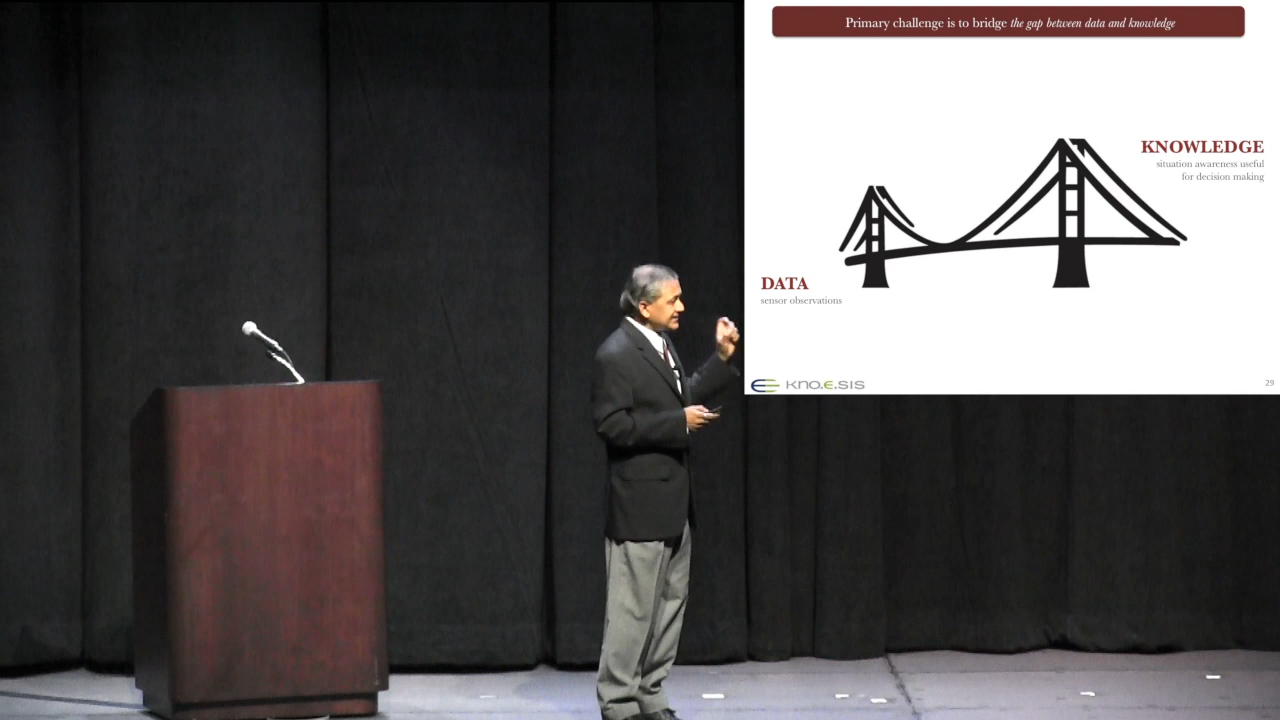 Primary challenge is to bridge the gap between data and knowledge
KNOWLEDGE
situation awareness useful
for decision making
DATA
sensor observations
kno.e.sis
29